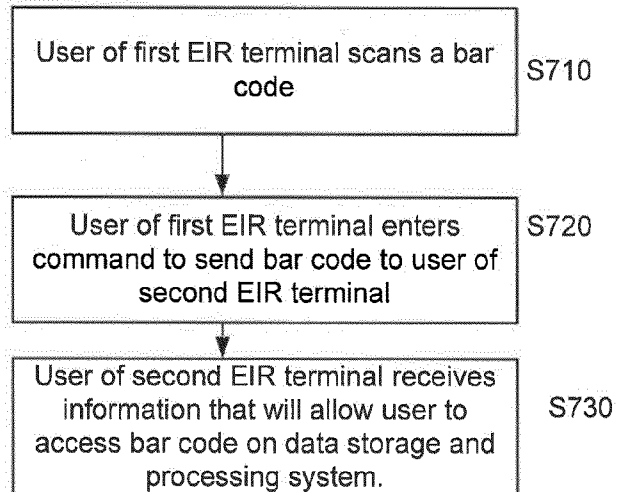 User of first EIR terminal scans a bar
code
S710
User of first EIR terminal enters
command to send bar code to user of
second EIR terminal
S720
User of second EIR terminal receives
information that will allow user to
access bar code on data storage and
processing system.
S730